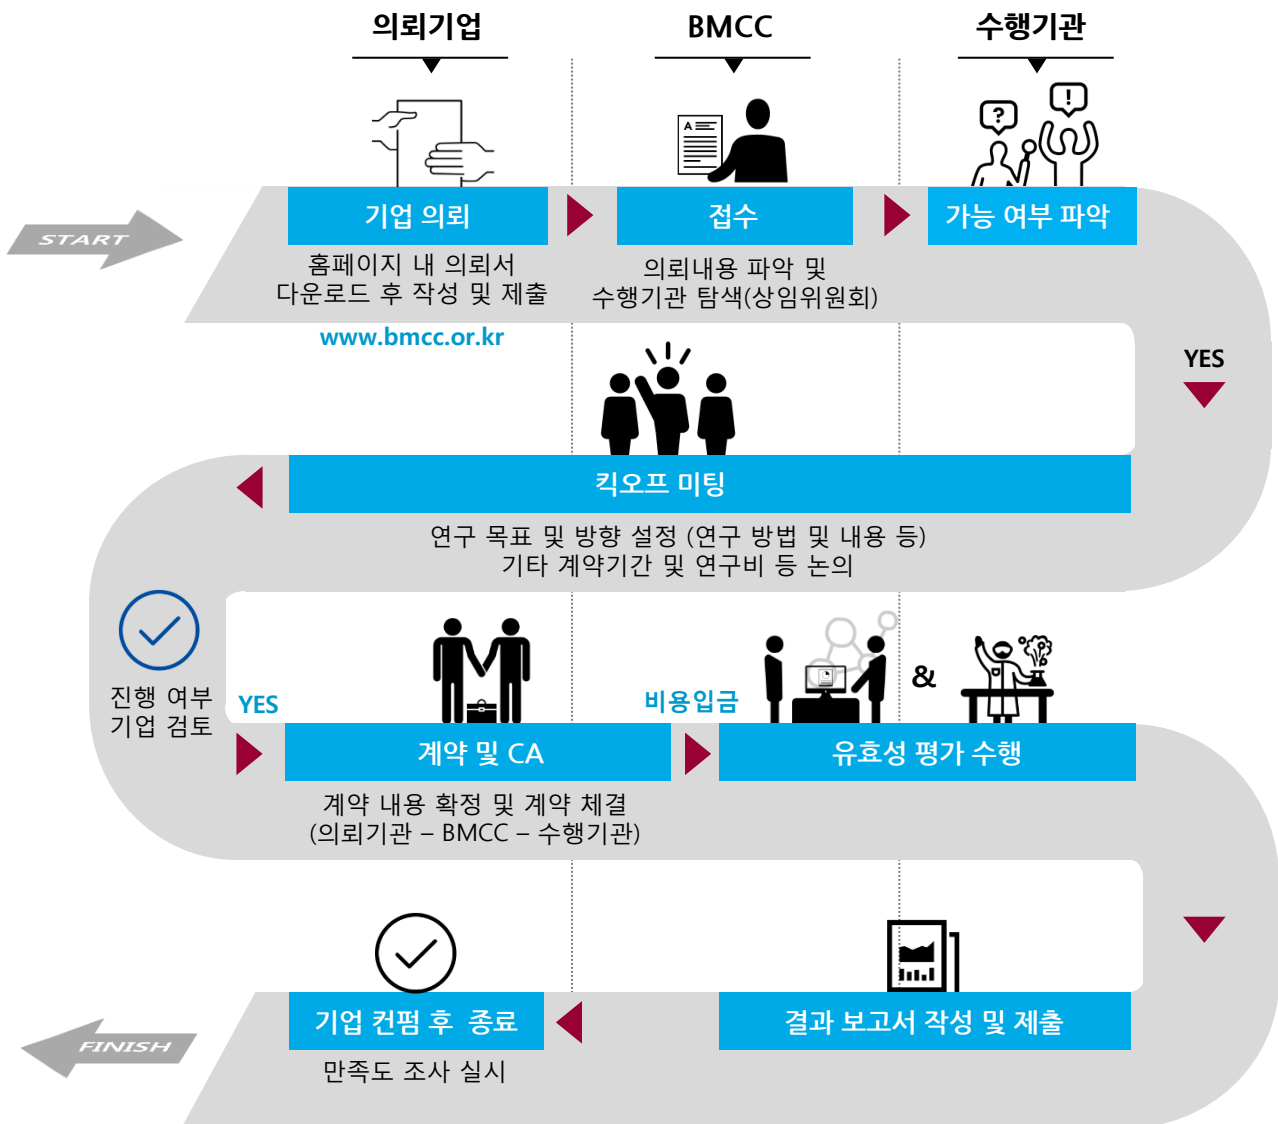 의뢰기업
BMCC
수행기관
?
!
A
START
기업 의뢰
접수
가능 여부 파악
홈페이지 내 의뢰서
다운로드 후 작성 및 제출
www.bmcc.or.kr
의뢰내용 파악 및
수행기관 탐색(상임위원회)
YES
킥오프 미팅
연구 목표 및 방향 설정 (연구 방법 및 내용 등)
기타 계약기간 및 연구비 등 논의
진행 여부
기업 검토
YES
비용입금
&
계약 및 CA
유효성 평가 수행
계약 내용 확정 및 계약 체결
(의뢰기관 – BMCC – 수행기관)
FINISH
기업 컨펌 후 종료
결과 보고서 작성 및 제출
만족도 조사 실시